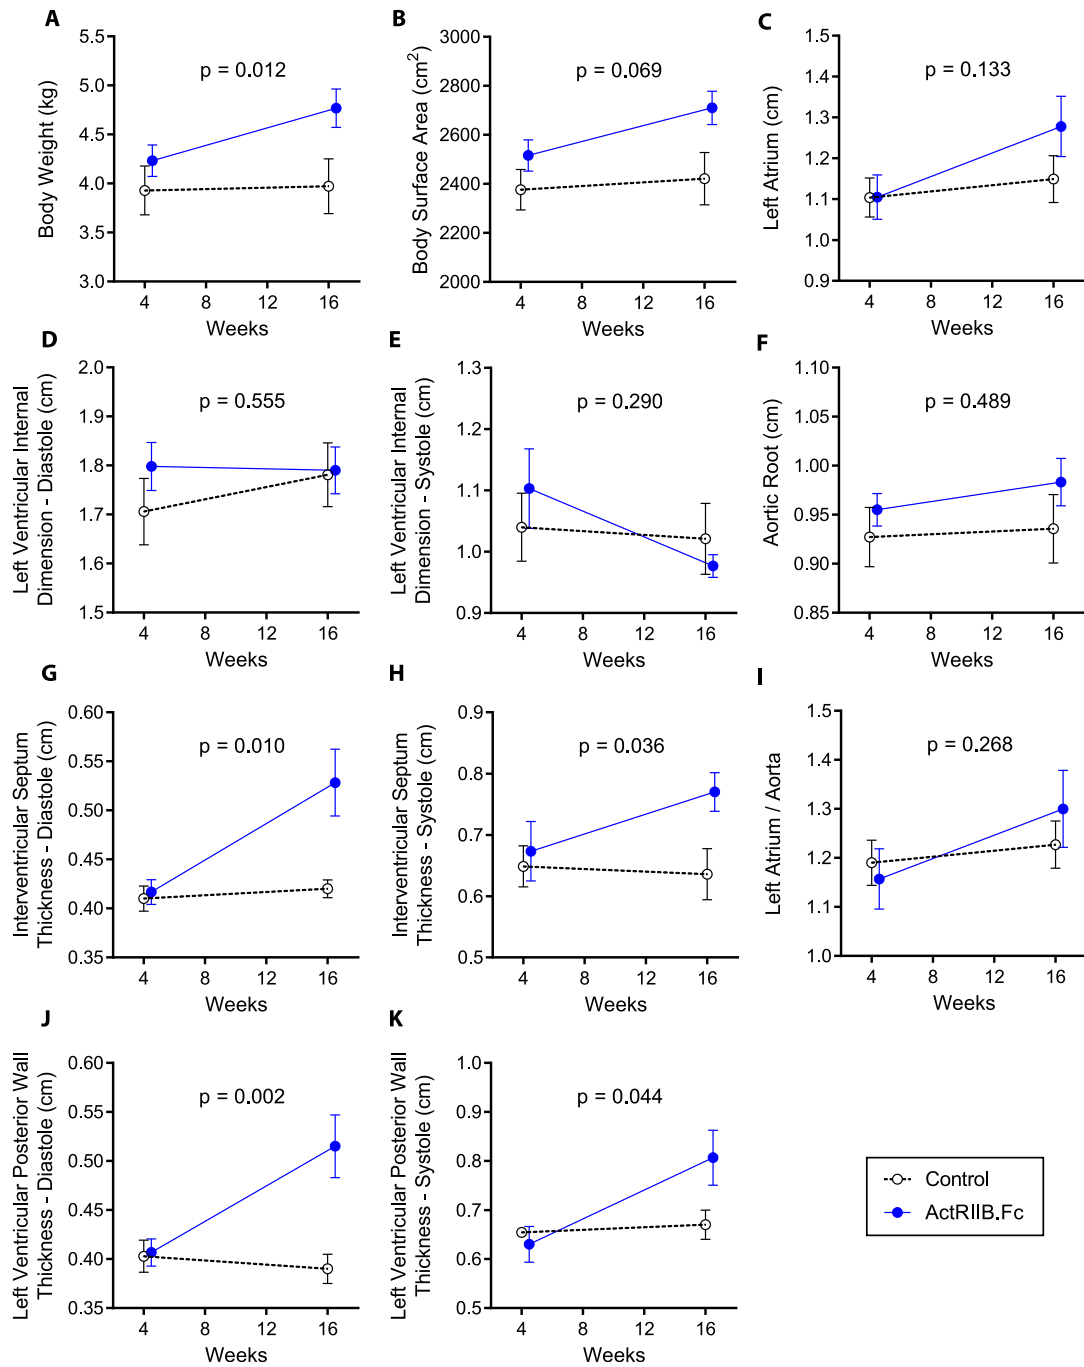 A
Body Weight (kg)
5.5
5.0
4.5
4.0
3.5
3.0
p = 0.012
4 8 12 16
Weeks
B
Body Surface Area (cm²)
3000
2800
2600
2400
2200
2000
p = 0.069
4 8 12 16
Weeks
C
Left Atrium (cm)
1.5
1.4
1.3
1.2
1.1
1.0
0.9
p = 0.133
4 8 12 16
Weeks
D
Left Ventricular Internal
Dimension - Diastole (cm)
2.0
1.9
1.8
1.7
1.6
1.5
p = 0.555
4 8 12 16
Weeks
E
Left Ventricular Internal
Dimension - Systole (cm)
1.3
1.2
1.1
1.0
0.9
p = 0.290
4 8 12 16
Weeks
F
Aortic Root (cm)
1.10
1.05
1.00
0.95
0.90
0.85
p = 0.489
4 8 12 16
Weeks
G
Interventricular Septum
Thickness - Diastole (cm)
0.60
0.55
0.50
0.45
0.40
0.35
p = 0.010
4 8 12 16
Weeks
H
Interventricular Septum
Thickness - Systole (cm)
0.9
0.8
0.7
0.6
0.5
p = 0.036
4 8 12 16
Weeks
I
Left Atrium / Aorta
1.5
1.4
1.3
1.2
1.1
1.0
p = 0.268
4 8 12 16
Weeks
J
Left Ventricular Posterior Wall
Thickness - Diastole (cm)
0.60
0.55
0.50
0.45
0.40
0.35
p = 0.002
4 8 12 16
Weeks
K
Left Ventricular Posterior Wall
Thickness - Systole (cm)
1.0
0.9
0.8
0.7
0.6
0.5
p = 0.044
4 8 12 16
Weeks
Control
ActRIIB.Fc